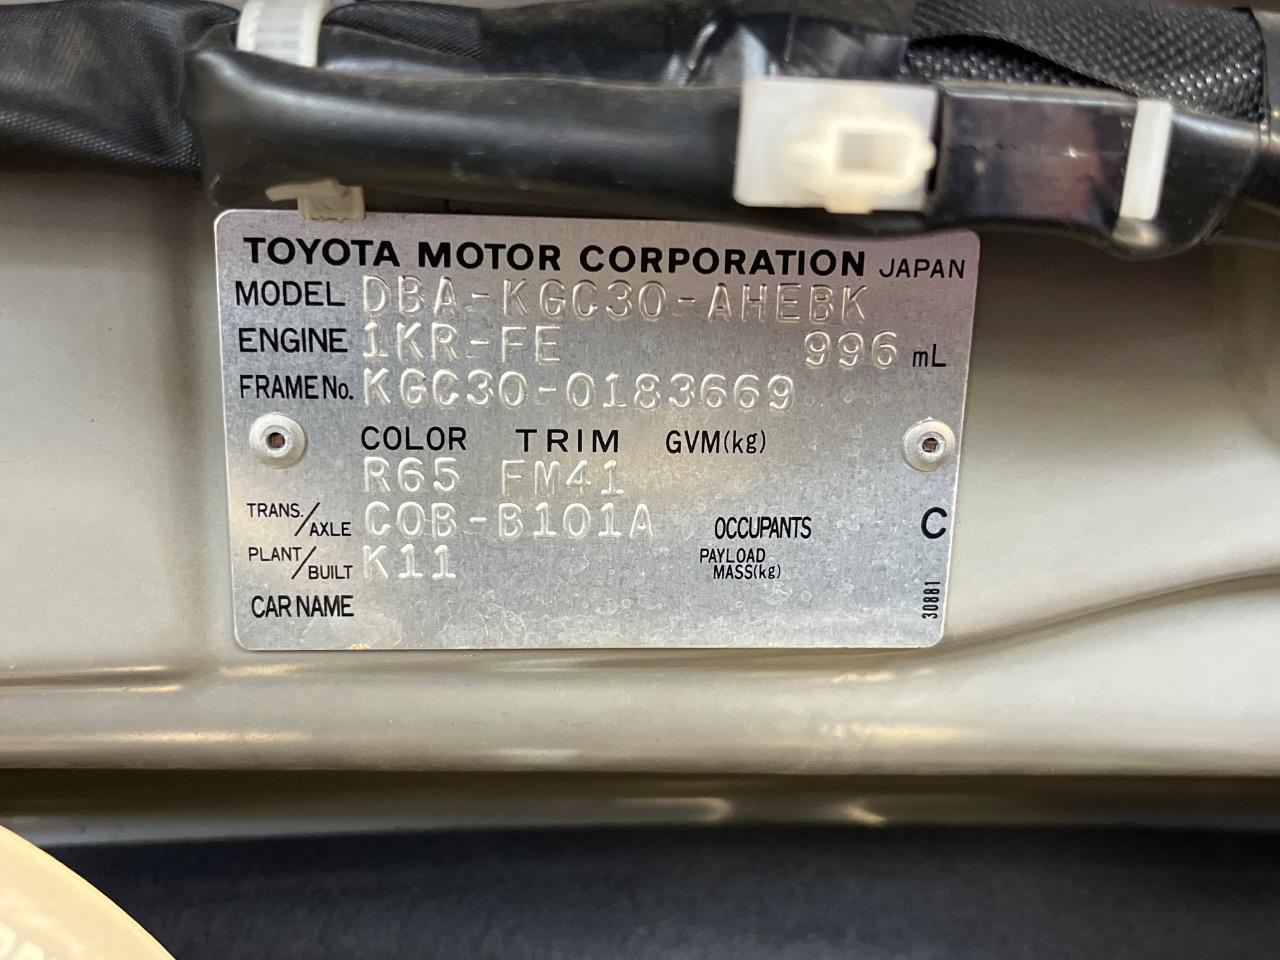 TOYOTA MOTOR CORPORATION JAPAN
MODEL DBA-KGC30-AHEBK
ENGINE 1KR-FE 996 mL
FRAME No. KGC30-0183669
COLOR TRIM GVM(kg)
R65 FM41
TRANS./AXLE C0B-B101A OCCUPANTS C
PLANT/BUILT K11 PAYLOAD MASS(kg)
CAR NAME
30881